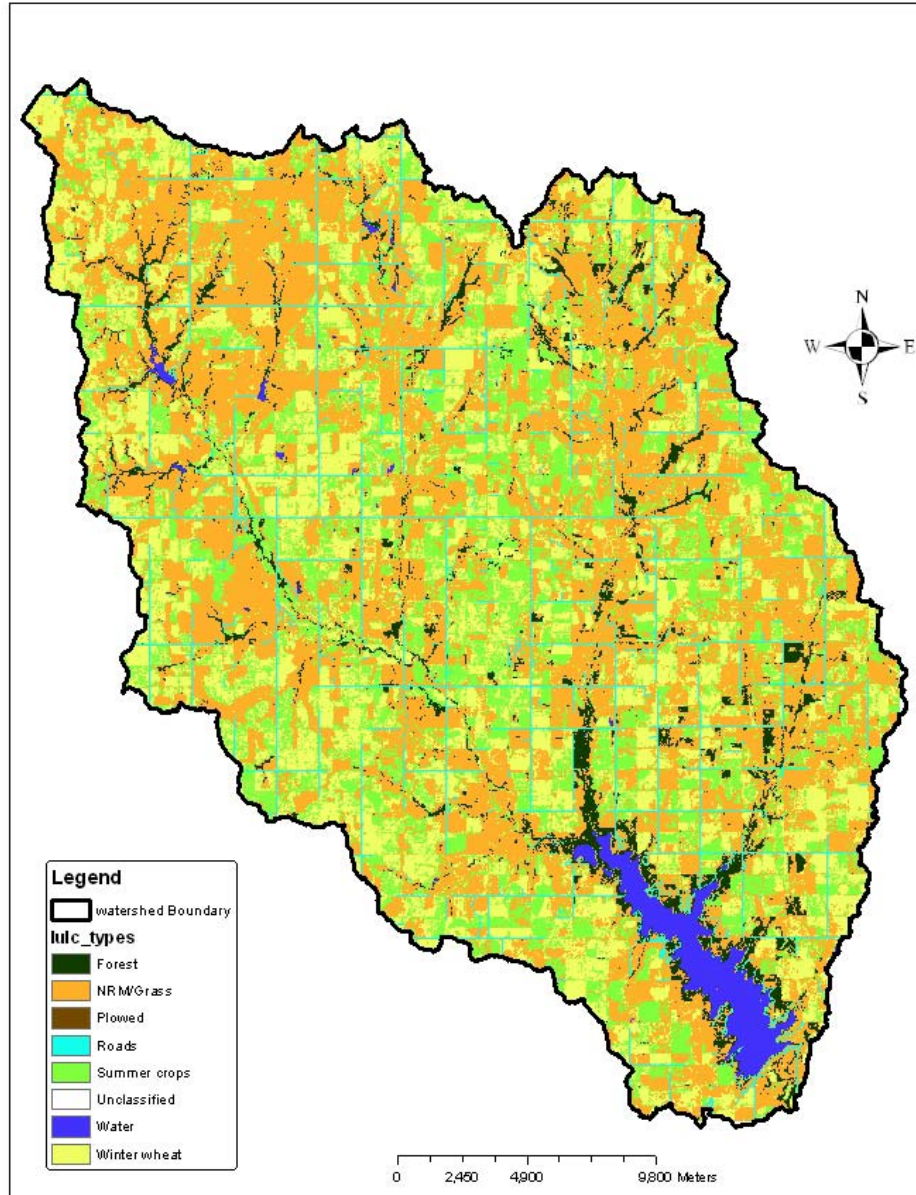 N
W E
S
Legend
watershed Boundary
lulc_types
Forest
NRM/Grass
Plowed
Roads
Summer crops
Unclassified
Water
Winter wheat
0 2,450 4,900 9,800 Meters